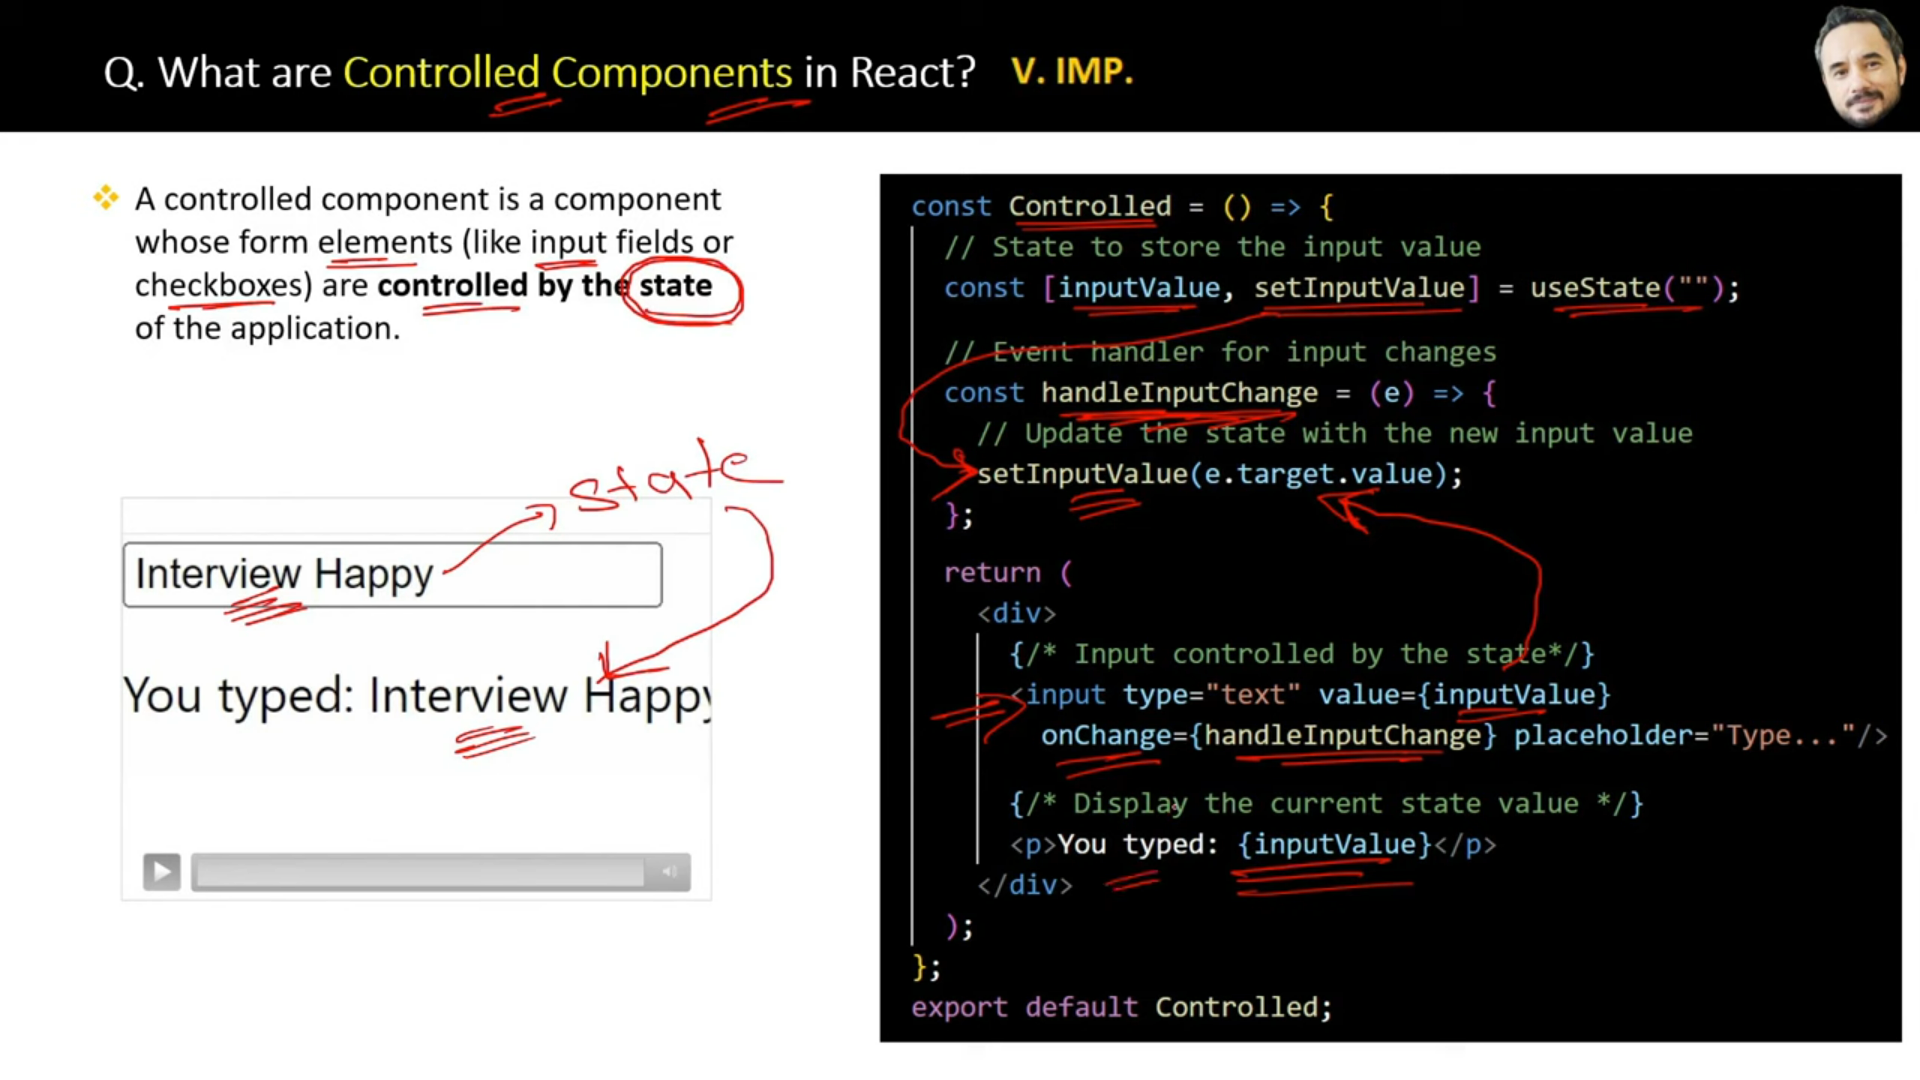 Q. What are Controlled Components in React? V. IMP.
A controlled component is a component
whose form elements (like input fields or
checkboxes) are controlled by the state
of the application.
state
Interview Happy
You typed: Interview Happy
const Controlled = () => {
// State to store the input value
const [inputValue, setInputValue] = useState("");
// Event handler for input changes
const handleInputChange = (e) => {
// Update the state with the new input value
setInputValue(e.target.value);
};
return (
<div>
{/* Input controlled by the state*/}
<input type="text" value={inputValue}
onChange={handleInputChange} placeholder="Type..."/>
{/* Display the current state value */}
<p>You typed: {inputValue}</p>
</div>
);
};
export default Controlled;